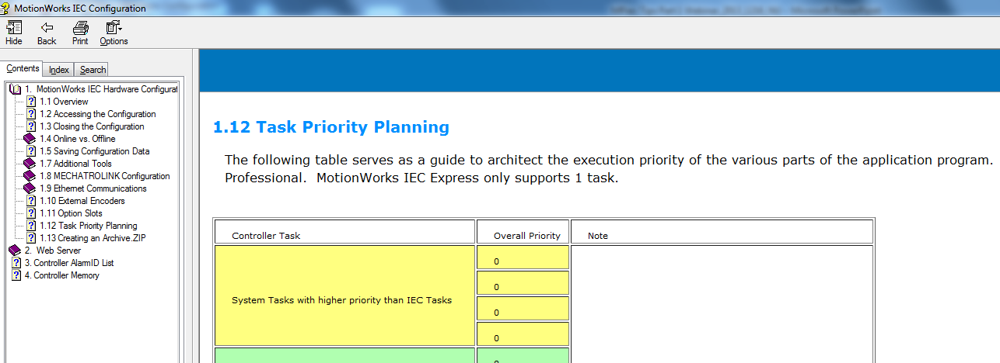 MotionWorks IEC Configuration
Hide
Back
Print
Options
Contents
Index
Search
1. MotionWorks IEC Hardware Configurat
1.1 Overview
1.2 Accessing the Configuration
1.3 Closing the Configuration
1.4 Online vs. Offline
1.5 Saving Configuration Data
1.7 Additional Tools
1.8 MECHATROLINK Configuration
1.9 Ethernet Communications
1.10 External Encoders
1.11 Option Slots
1.12 Task Priority Planning
1.13 Creating an Archive.ZIP
2. Web Server
3. Controller AlarmID List
4. Controller Memory
1.12 Task Priority Planning
The following table serves as a guide to architect the execution priority of the various parts of the application program.
Professional. MotionWorks IEC Express only supports 1 task.
Controller Task
Overall Priority
Note
System Tasks with higher priority than IEC Tasks
0
0
0
0